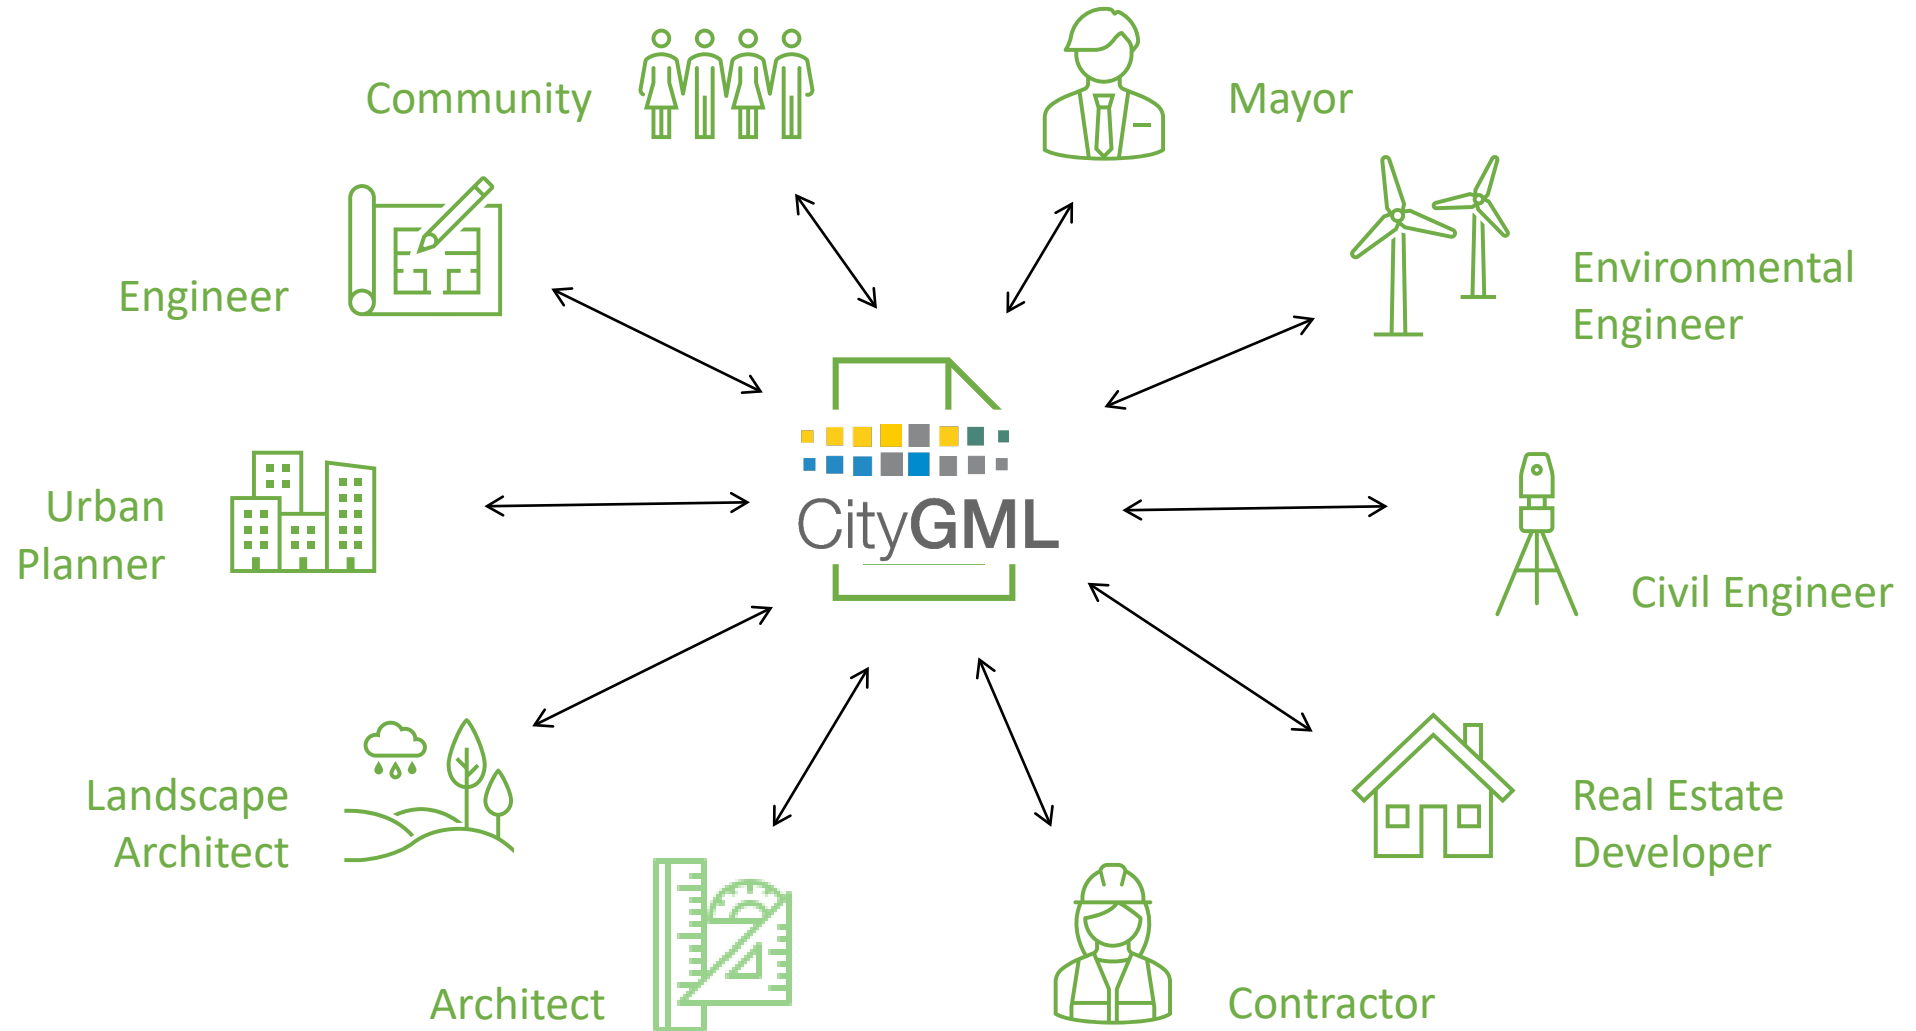 Community
Mayor
Engineer
Environmental
Engineer
Urban
Planner
CityGML
Civil Engineer
Landscape
Architect
Real Estate
Developer
Architect
Contractor